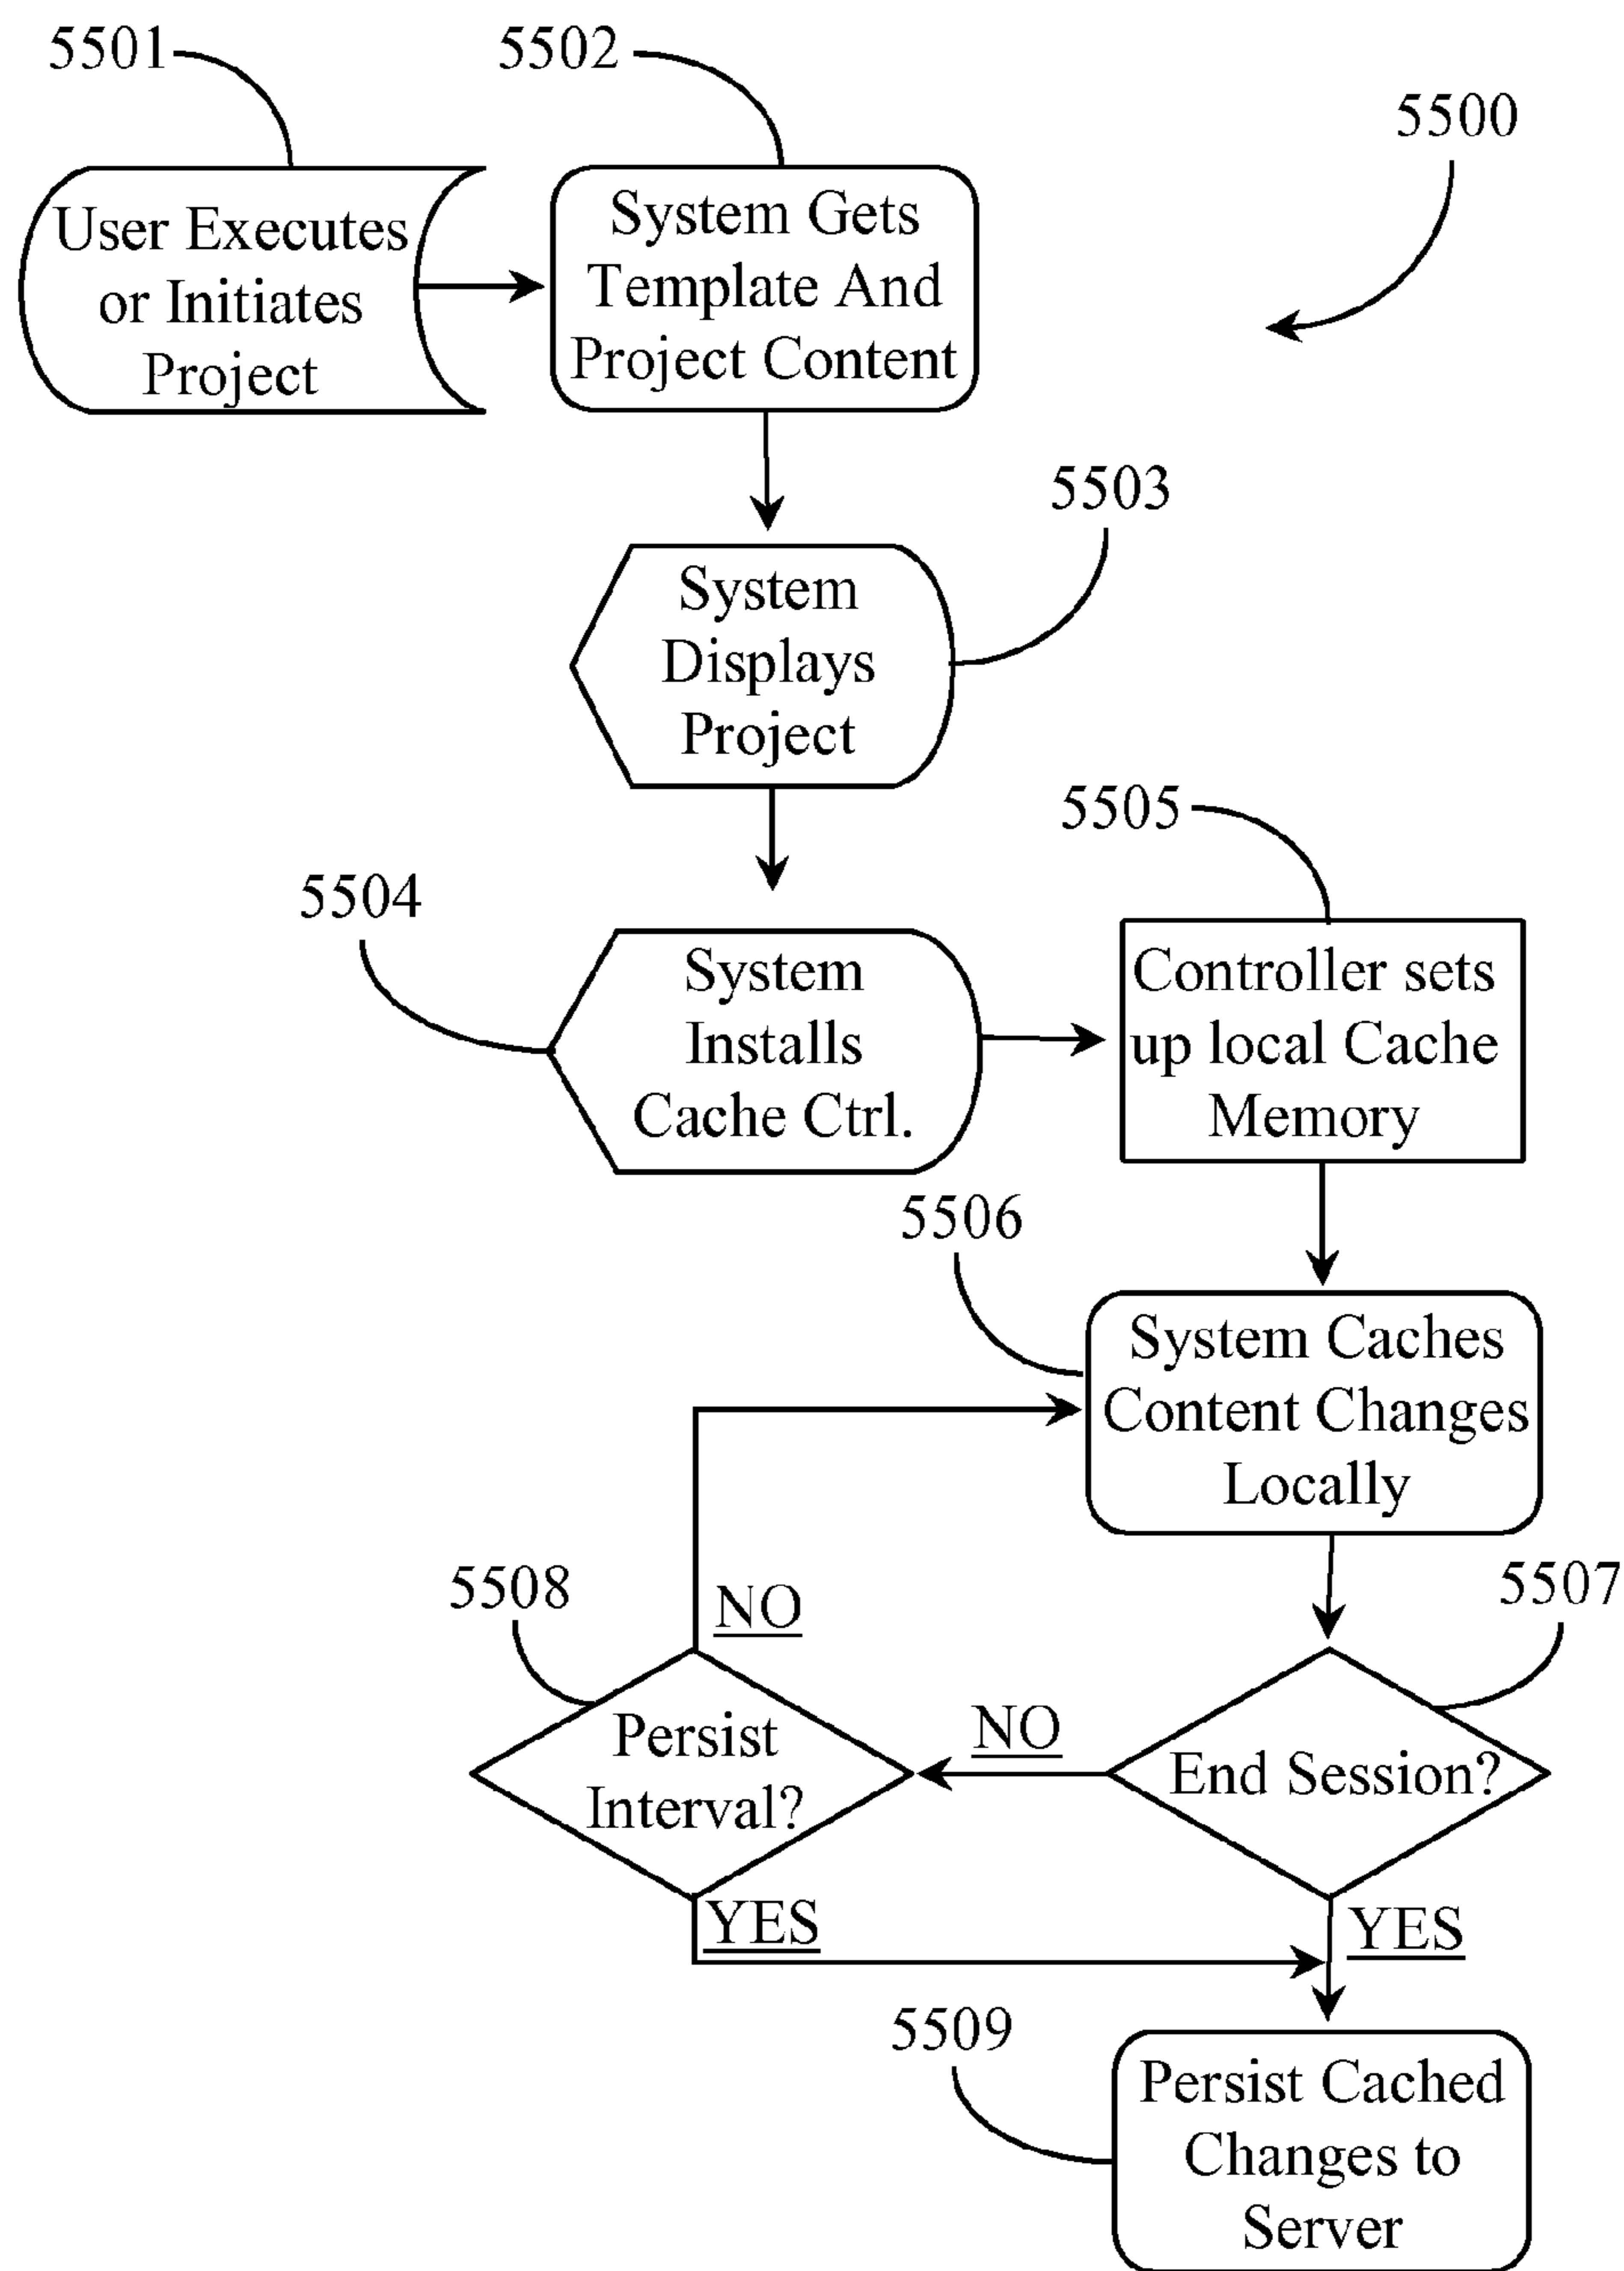 5501
5502
5500
User Executes
or Initiates
Project
System Gets
Template And
Project Content
5503
System
Displays
Project
5505
5504
System
Installs
Cache Ctrl.
Controller sets
up local Cache
Memory
5506
System Caches
Content Changes
Locally
5508
NO
5507
Persist
Interval?
NO
End Session?
YES
YES
5509
Persist Cached
Changes to
Server